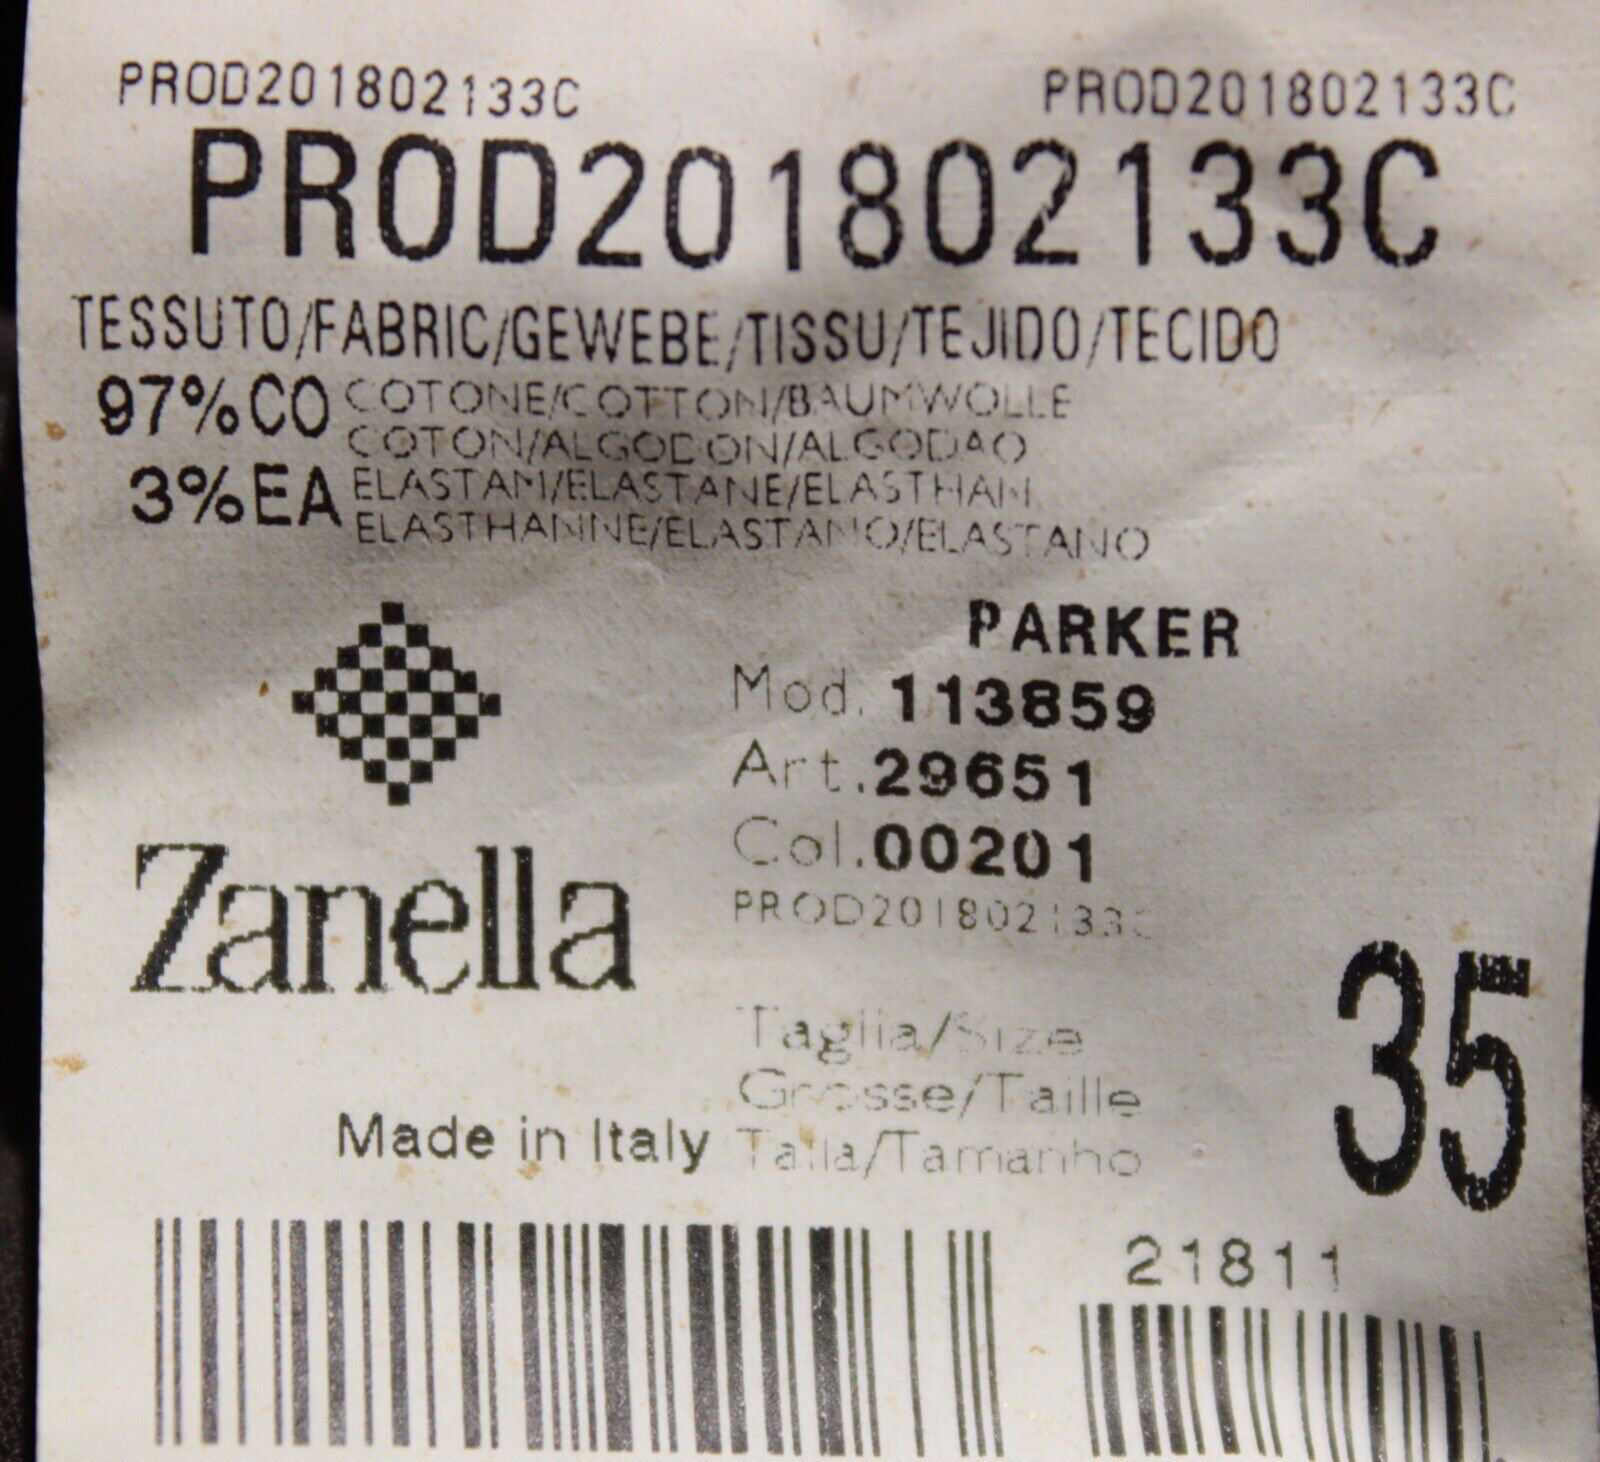 PROD201802133C PROD201802133C
PROD201802133C
TESSUTO/FABRIC/GEWEBE/TISSU/TEJIDO/TECIDO
97%CO COTONE/COTTON/BAUMWOLLE
COTON/ALGODON/ALGODAO
3%EA ELASTAM/ELASTANE/ELASTHAN
ELASTHANNE/ELASTANO/ELASTANO
PARKER
Mod. 113859
Art.29651
Col.00201
PROD201802133C
Zanella
35
Taglia/Size
Grosse/Taille
Talla/Tamanho
Made in Italy
21811